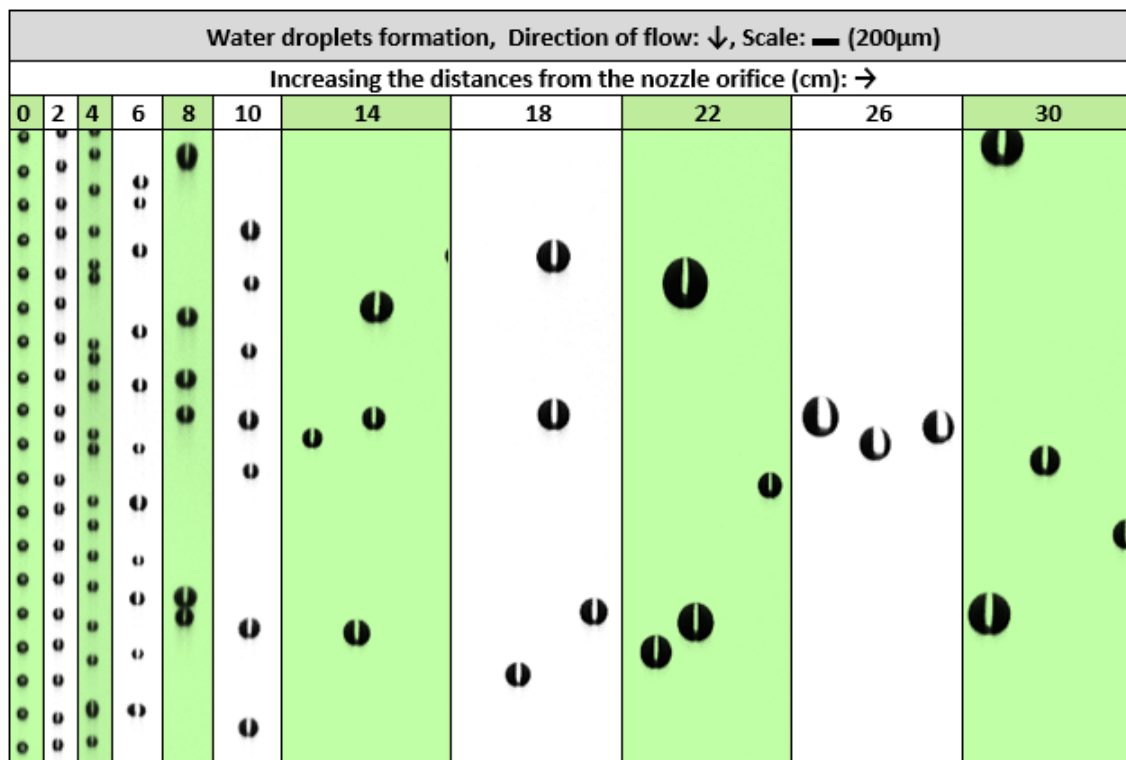 Water droplets formation, Direction of flow: ↓, Scale: ▬ (200µm)
Increasing the distances from the nozzle orifice (cm): →
0 2 4 6 8 10 14 18 22 26 30